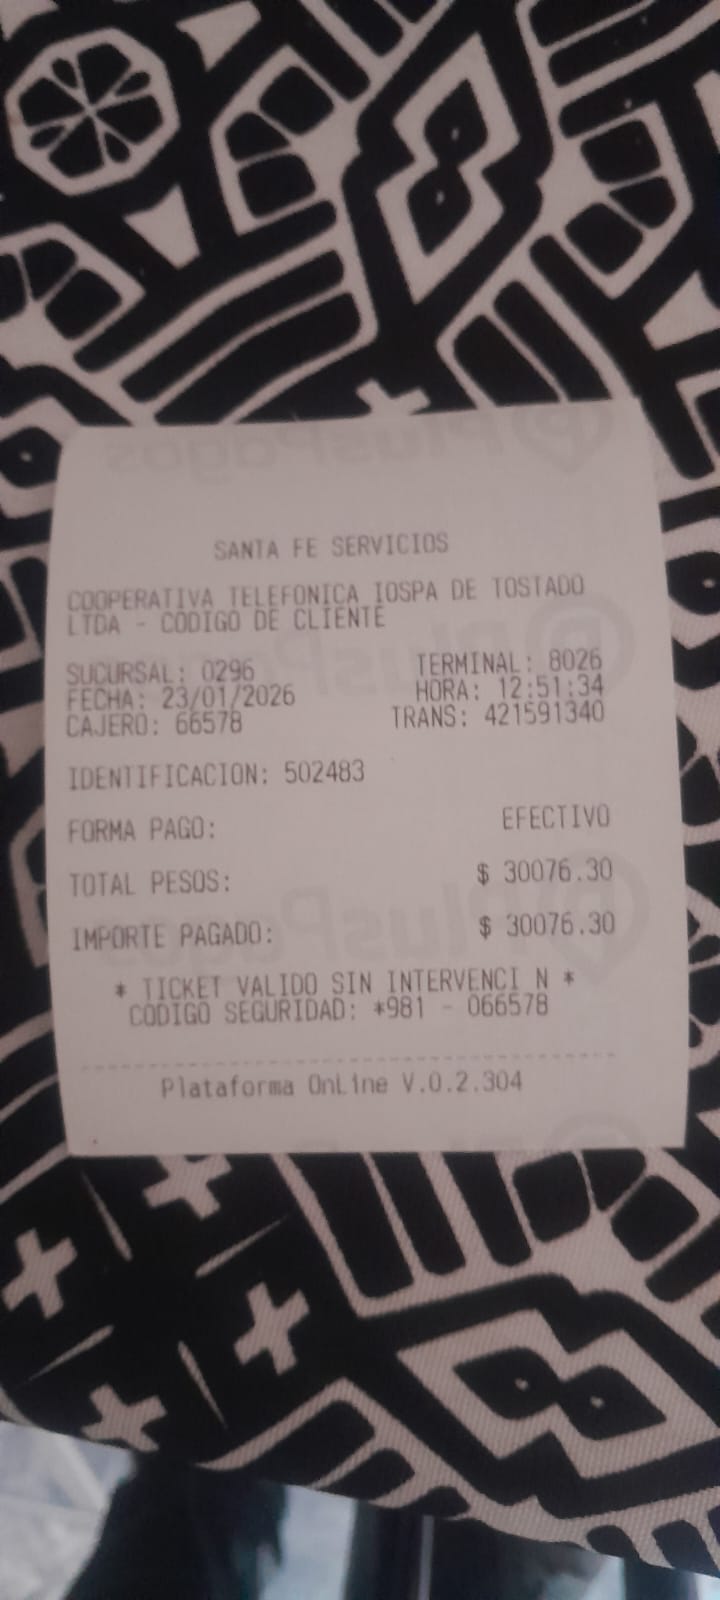 SANTA FE SERVICIOS
COOPERATIVA TELEFONICA IOSPA DE TOSTADO
LTDA - CODIGO DE CLIENTE
SUCURSAL: 0296 TERMINAL: 8026
FECHA: 23/01/2026 HORA: 12:51:34
CAJERO: 66578 TRANS: 421591340
IDENTIFICACION: 502483
FORMA PAGO: EFECTIVO
TOTAL PESOS: $ 30076.30
IMPORTE PAGADO: $ 30076.30
* TICKET VALIDO SIN INTERVENCI N *
CODIGO SEGURIDAD: *981 - 066578
Plataforma OnLine V.0.2.304